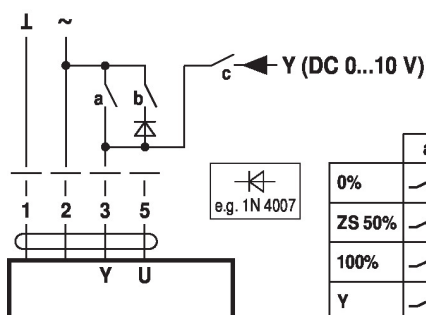 ⊥ ~
a b c Y (DC 0...10 V)
1 2 3 5
Y U
e.g. 1N 4007
a
0%
ZS 50%
100%
Y